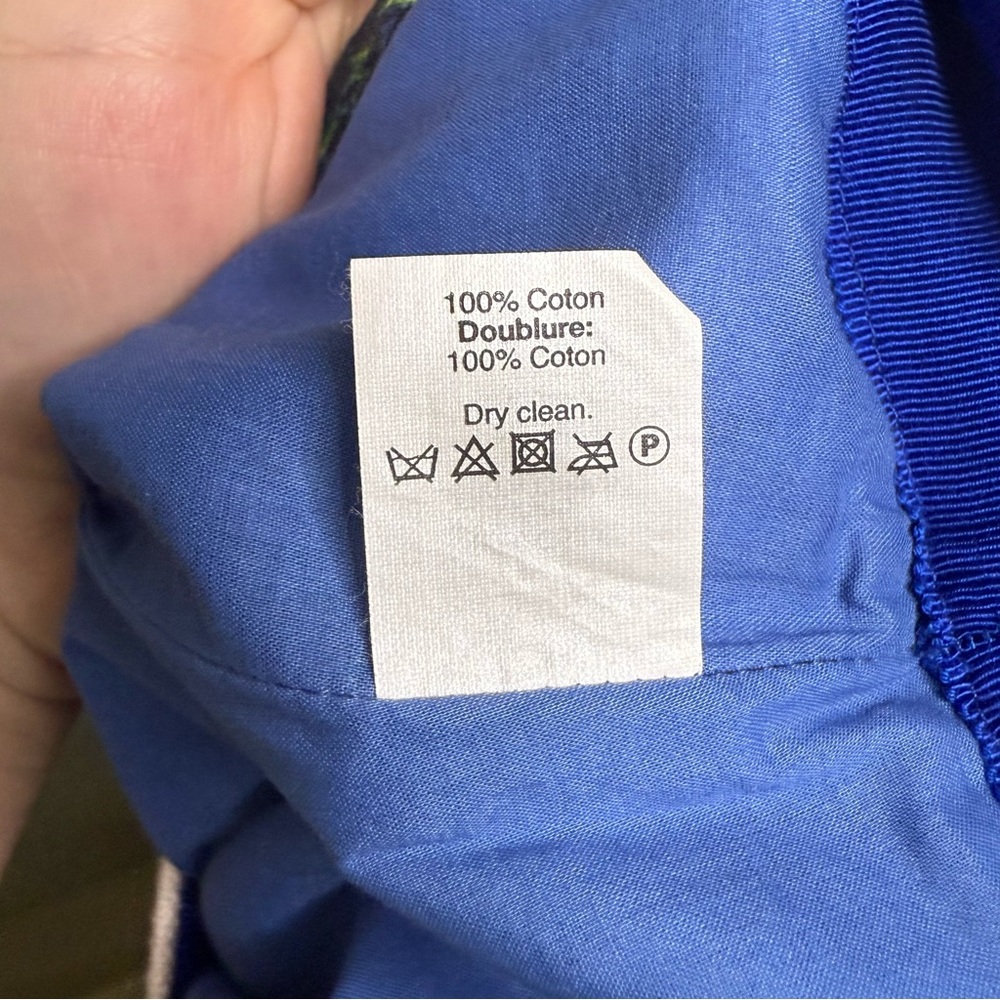 100% Coton
Doublure:
100% Coton
Dry clean.
P